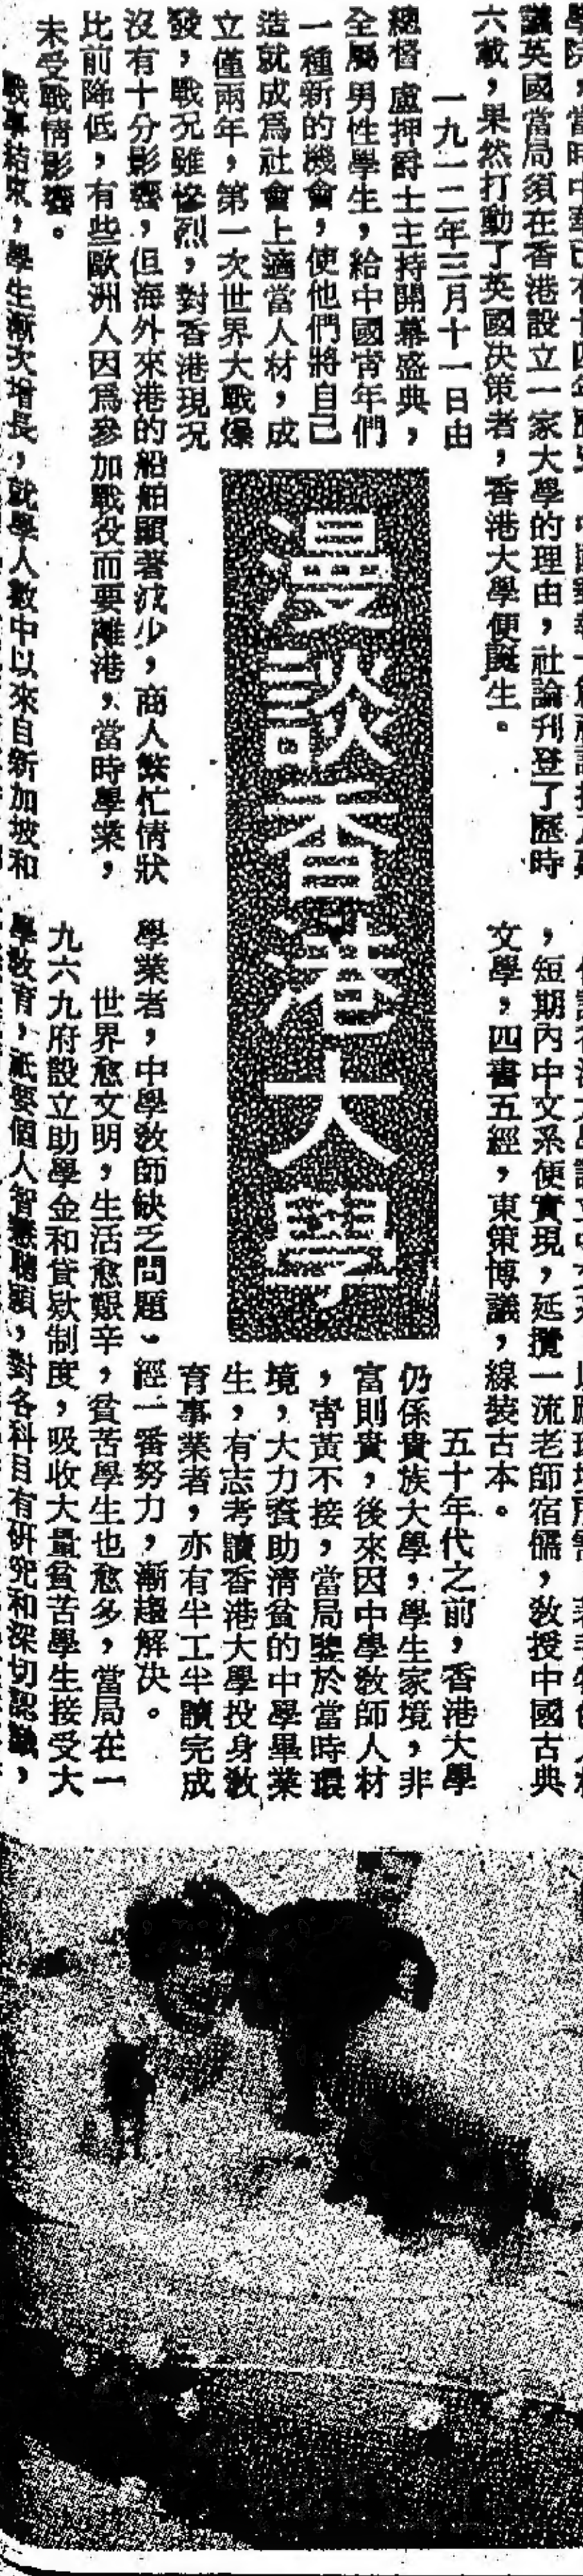 議英國當局須在香港設立一家大學的理由，社論刊登了歷時
六載，果然打動了英國決策者，香港大學便誕生。
一九一二年三月十一日由
總督盧押爵士主持開幕盛典，
全屬男性學生，給中國青年們
一種新的機會，使他們將自己
造就成爲社會上適當人材，成
立僅兩年，第一次世界大戰爆
發，戰况雖慘烈，對香港現况
沒有十分影響，但海外來港的船舶顯著減少，商人繁忙情狀
比前降低，有些歐洲人因爲參加戰役而要離港，當時學業，
未受戰情影響。
戰事結束，學生漸次增長，就學人數中以來自新加坡和
漫談香港大學
，短期內中文系便實現，延攬一流老師宿儒，敎授中國古典
文學，四書五經，東策博議，線裝古本。
五十年代之前，香港大學
仍係貴族大學，學生家境，非
富則貴，後來因中學敎師人材
，靑黃不接，當局鑒於當時環
境，大力資助淸貧的中學畢業
生，有志考讀香港大學投身敎
育事業者，亦有半工半讀完成
學業者，中學敎師缺乏問題，經一番努力，漸趨解决。
世界愈文明，生活愈艱辛，貧苦學生也愈多，當局在一
九六九府設立助學金和貸欵制度，吸收大量貧苦學生接受大
學敎育，祇要個人智慧聰穎，對各科目有研究和深切認識，